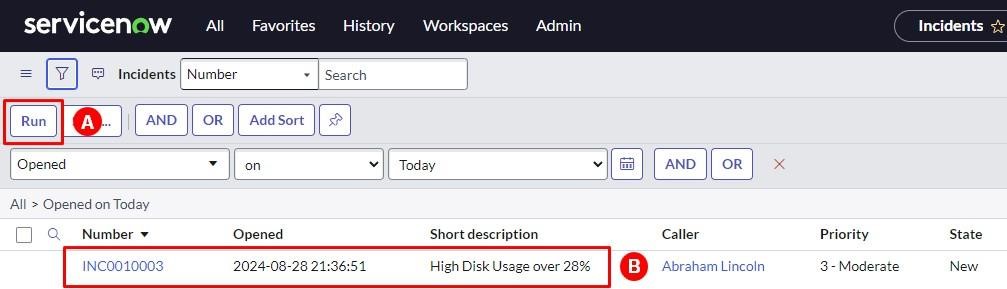 servicenow All Favorites History Workspaces Admin Incidents
Incidents Number Search
Run A ... AND OR Add Sort
Opened on Today AND OR
All > Opened on Today
Number Opened Short description Caller Priority State
INC0010003 2024-08-28 21:36:51 High Disk Usage over 28% B Abraham Lincoln 3 - Moderate New